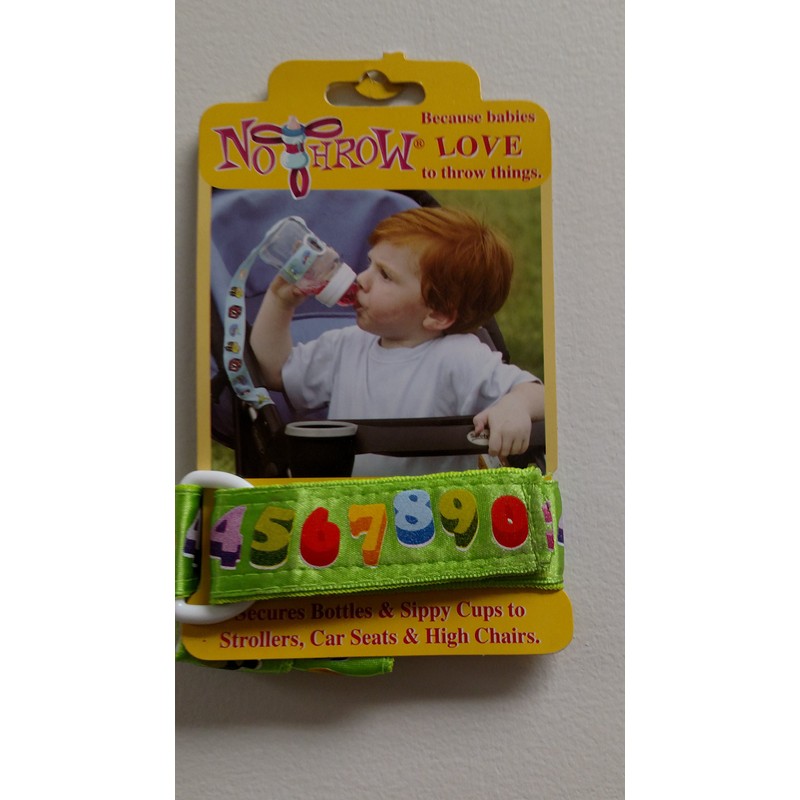 NO THROW®
Because babies
LOVE
to throw things.
4567890
Secures Bottles & Sippy Cups to
Strollers, Car Seats & High Chairs.